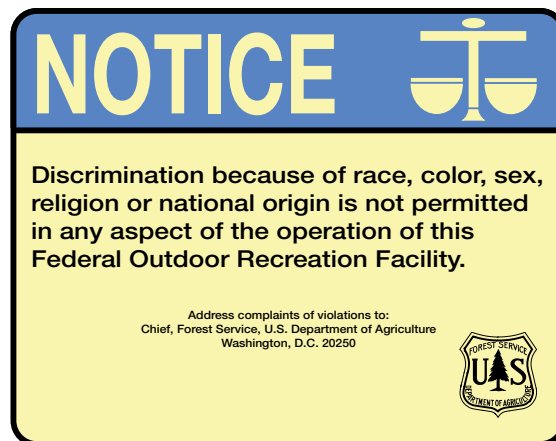 NOTICE
Discrimination because of race, color, sex,
religion or national origin is not permitted
in any aspect of the operation of this
Federal Outdoor Recreation Facility.
Address complaints of violations to:
Chief, Forest Service, U.S. Department of Agriculture
Washington, D.C. 20250
FOREST SERVICE
U S
DEPARTMENT OF AGRICULTURE